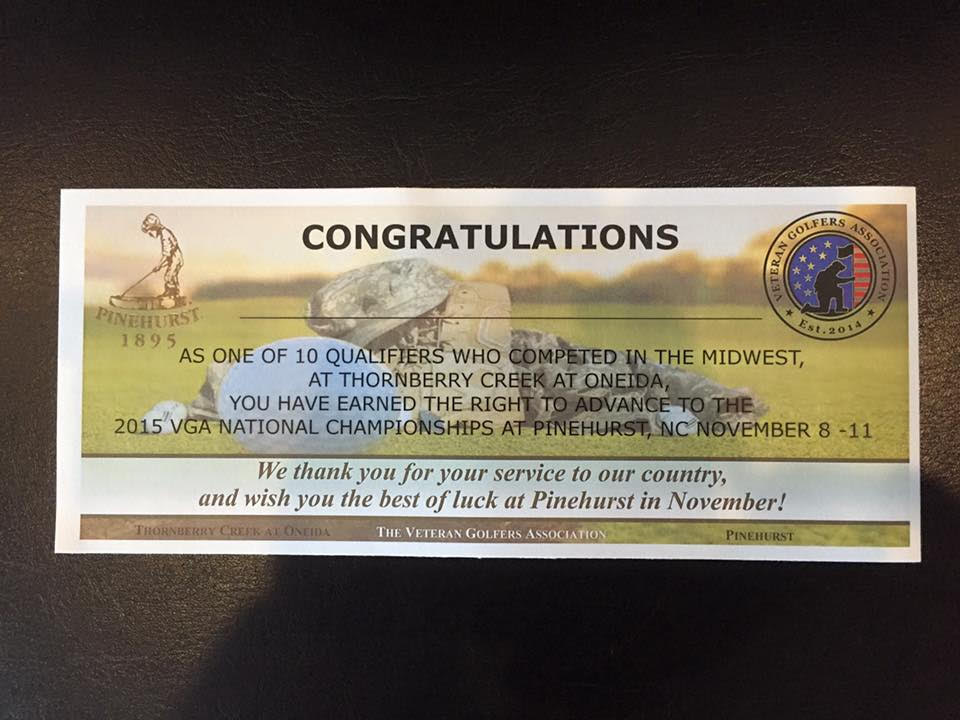 CONGRATULATIONS
PINEHURST
1895
VETERAN GOLFERS ASSOCIATION
Est. 2014
AS ONE OF 10 QUALIFIERS WHO COMPETED IN THE MIDWEST,
AT THORNBERRY CREEK AT ONEIDA,
YOU HAVE EARNED THE RIGHT TO ADVANCE TO THE
2015 VGA NATIONAL CHAMPIONSHIPS AT PINEHURST, NC NOVEMBER 8 -11
We thank you for your service to our country,
and wish you the best of luck at Pinehurst in November!
THORNBERRY CREEK AT ONEIDA THE VETERAN GOLFERS ASSOCIATION PINEHURST